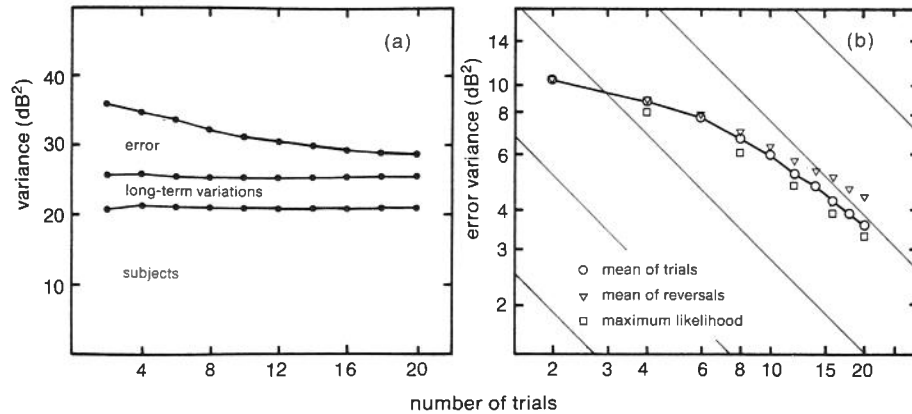 (a)
variance (dB²)
50
40
30
20
10
error
long-term variations
subjects
4 8 12 16 20
(b)
error variance (dB²)
14
10
8
6
4
3
2
○ mean of trials
▽ mean of reversals
□ maximum likelihood
2 3 4 6 8 10 15 20
number of trials